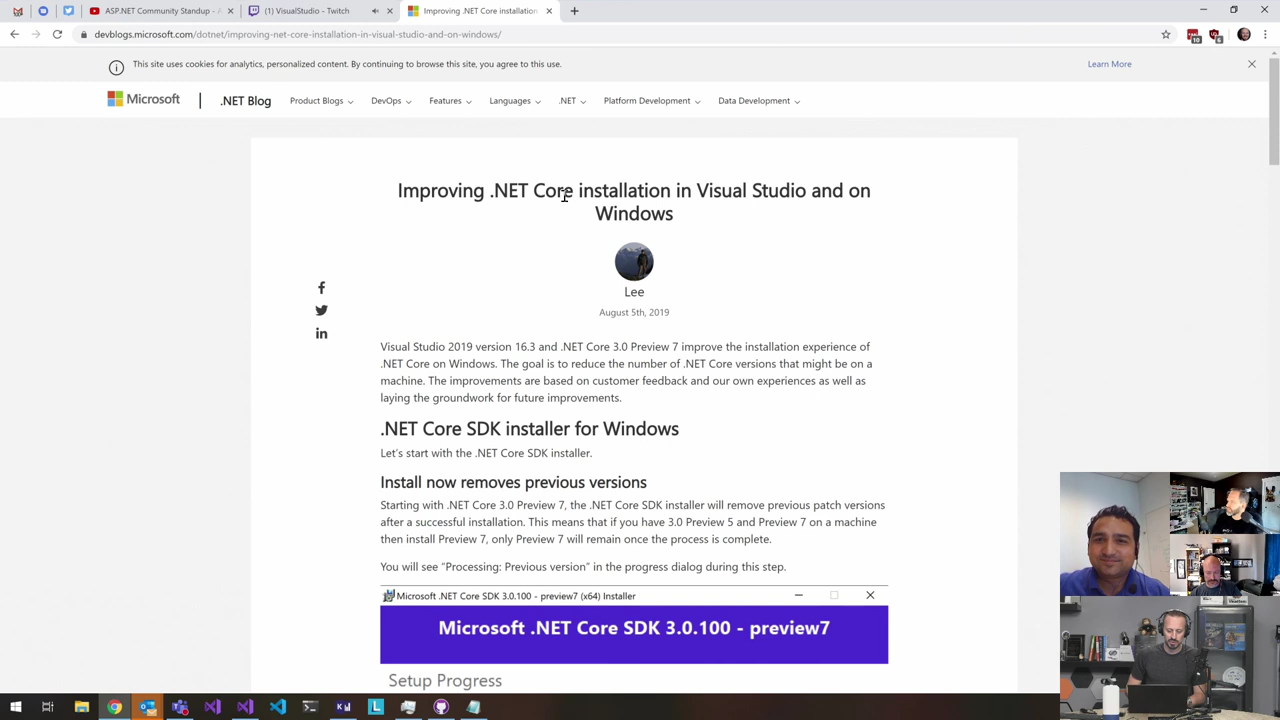 ASP.NET Community Standup - A
(1) VisualStudio - Twitch
Improving .NET Core installation
devblogs.microsoft.com/dotnet/improving-net-core-installation-in-visual-studio-and-on-windows/
10
6
This site uses cookies for analytics, personalized content. By continuing to browse this site, you agree to this use.
Learn More
Microsoft
.NET Blog
Product Blogs
DevOps
Features
Languages
.NET
Platform Development
Data Development
Improving .NET Core installation in Visual Studio and on
Windows
Lee
August 5th, 2019
Visual Studio 2019 version 16.3 and .NET Core 3.0 Preview 7 improve the installation experience of
.NET Core on Windows. The goal is to reduce the number of .NET Core versions that might be on a
machine. The improvements are based on customer feedback and our own experiences as well as
laying the groundwork for future improvements.
.NET Core SDK installer for Windows
Let's start with the .NET Core SDK installer.
Install now removes previous versions
Starting with .NET Core 3.0 Preview 7, the .NET Core SDK installer will remove previous patch versions
after a successful installation. This means that if you have 3.0 Preview 5 and Preview 7 on a machine
then install Preview 7, only Preview 7 will remain once the process is complete.
You will see "Processing: Previous version" in the progress dialog during this step.
Microsoft .NET Core SDK 3.0.100 - preview7 (x64) Installer
Microsoft .NET Core SDK 3.0.100 - preview7
Setup Progress